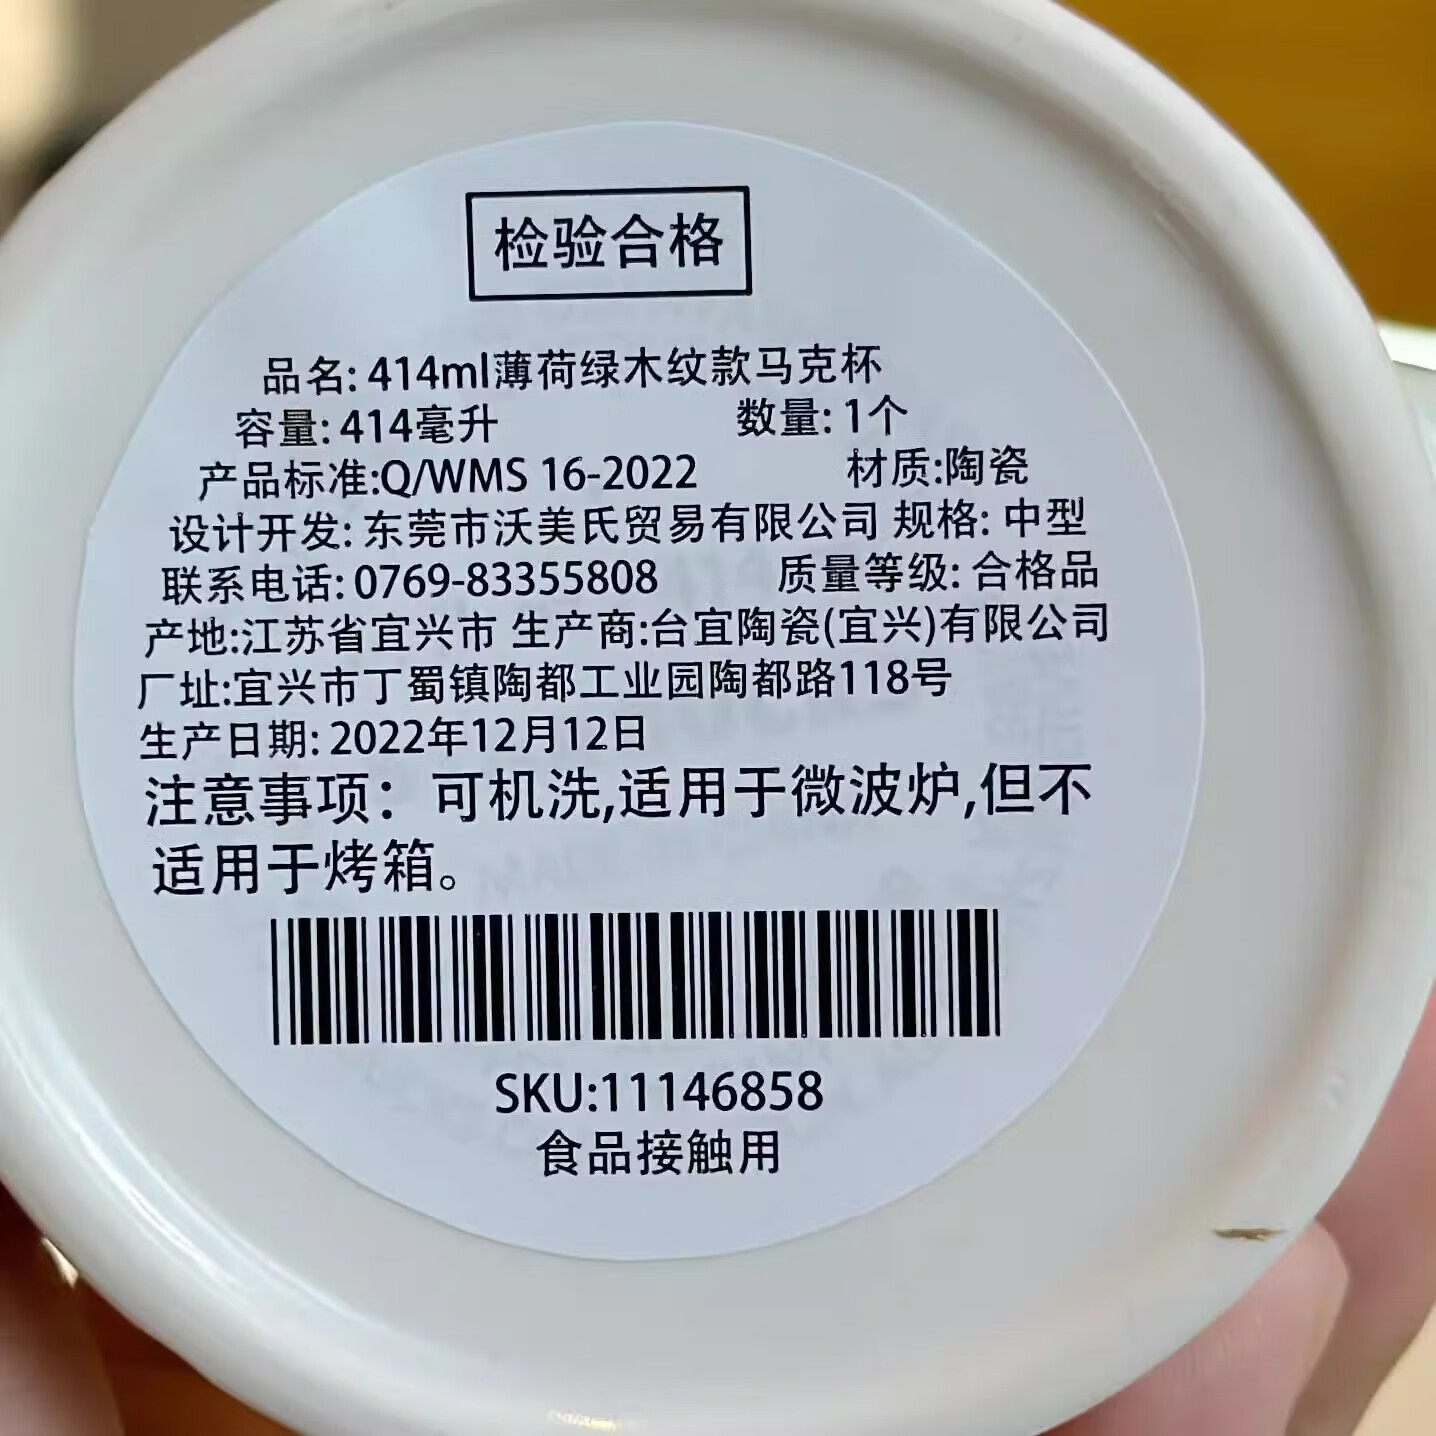 检验合格
品名: 414ml薄荷绿木纹款马克杯
容量: 414毫升 数量: 1个
产品标准:Q/WMS 16-2022 材质:陶瓷
设计开发: 东莞市沃美氏贸易有限公司 规格: 中型
联系电话: 0769-83355808 质量等级: 合格品
产地:江苏省宜兴市 生产商:台宜陶瓷(宜兴)有限公司
厂址:宜兴市丁蜀镇陶都工业园陶都路118号
生产日期: 2022年12月12日
注意事项：可机洗,适用于微波炉,但不
适用于烤箱。
SKU:11146858
食品接触用